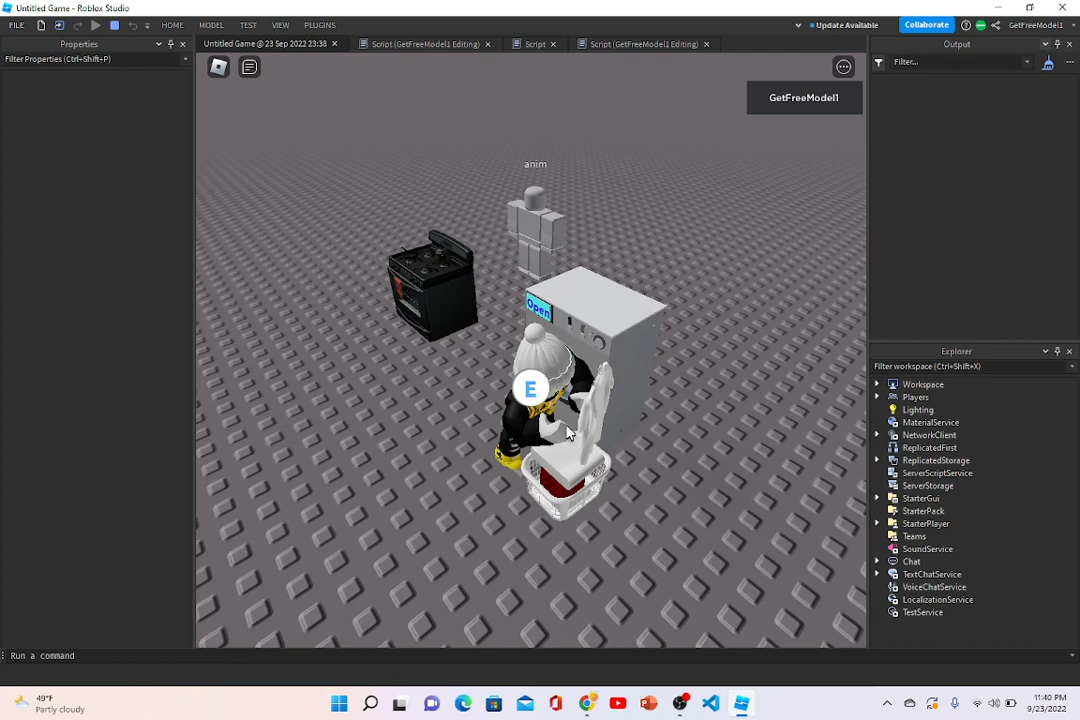 Untitled Game - Roblox Studio
FILE
HOME
MODEL
TEST
VIEW
PLUGINS
Update Available
Collaborate
GetFreeModel1
Properties
Untitled Game @ 23 Sep 2022 23:38
Script (GetFreeModel1 Editing)
Script
Script (GetFreeModel1 Editing)
Output
Filter Properties (Ctrl+Shift+P)
Filter...
GetFreeModel1
anim
Open
E
Explorer
Filter workspace (Ctrl+Shift+X)
Workspace
Players
Lighting
MaterialService
NetworkClient
ReplicatedFirst
ReplicatedStorage
ServerScriptService
ServerStorage
StarterGui
StarterPack
StarterPlayer
Teams
SoundService
Chat
TextChatService
VoiceChatService
LocalizationService
TestService
Run a command
49°F
Partly cloudy
11:40 PM
9/23/2022